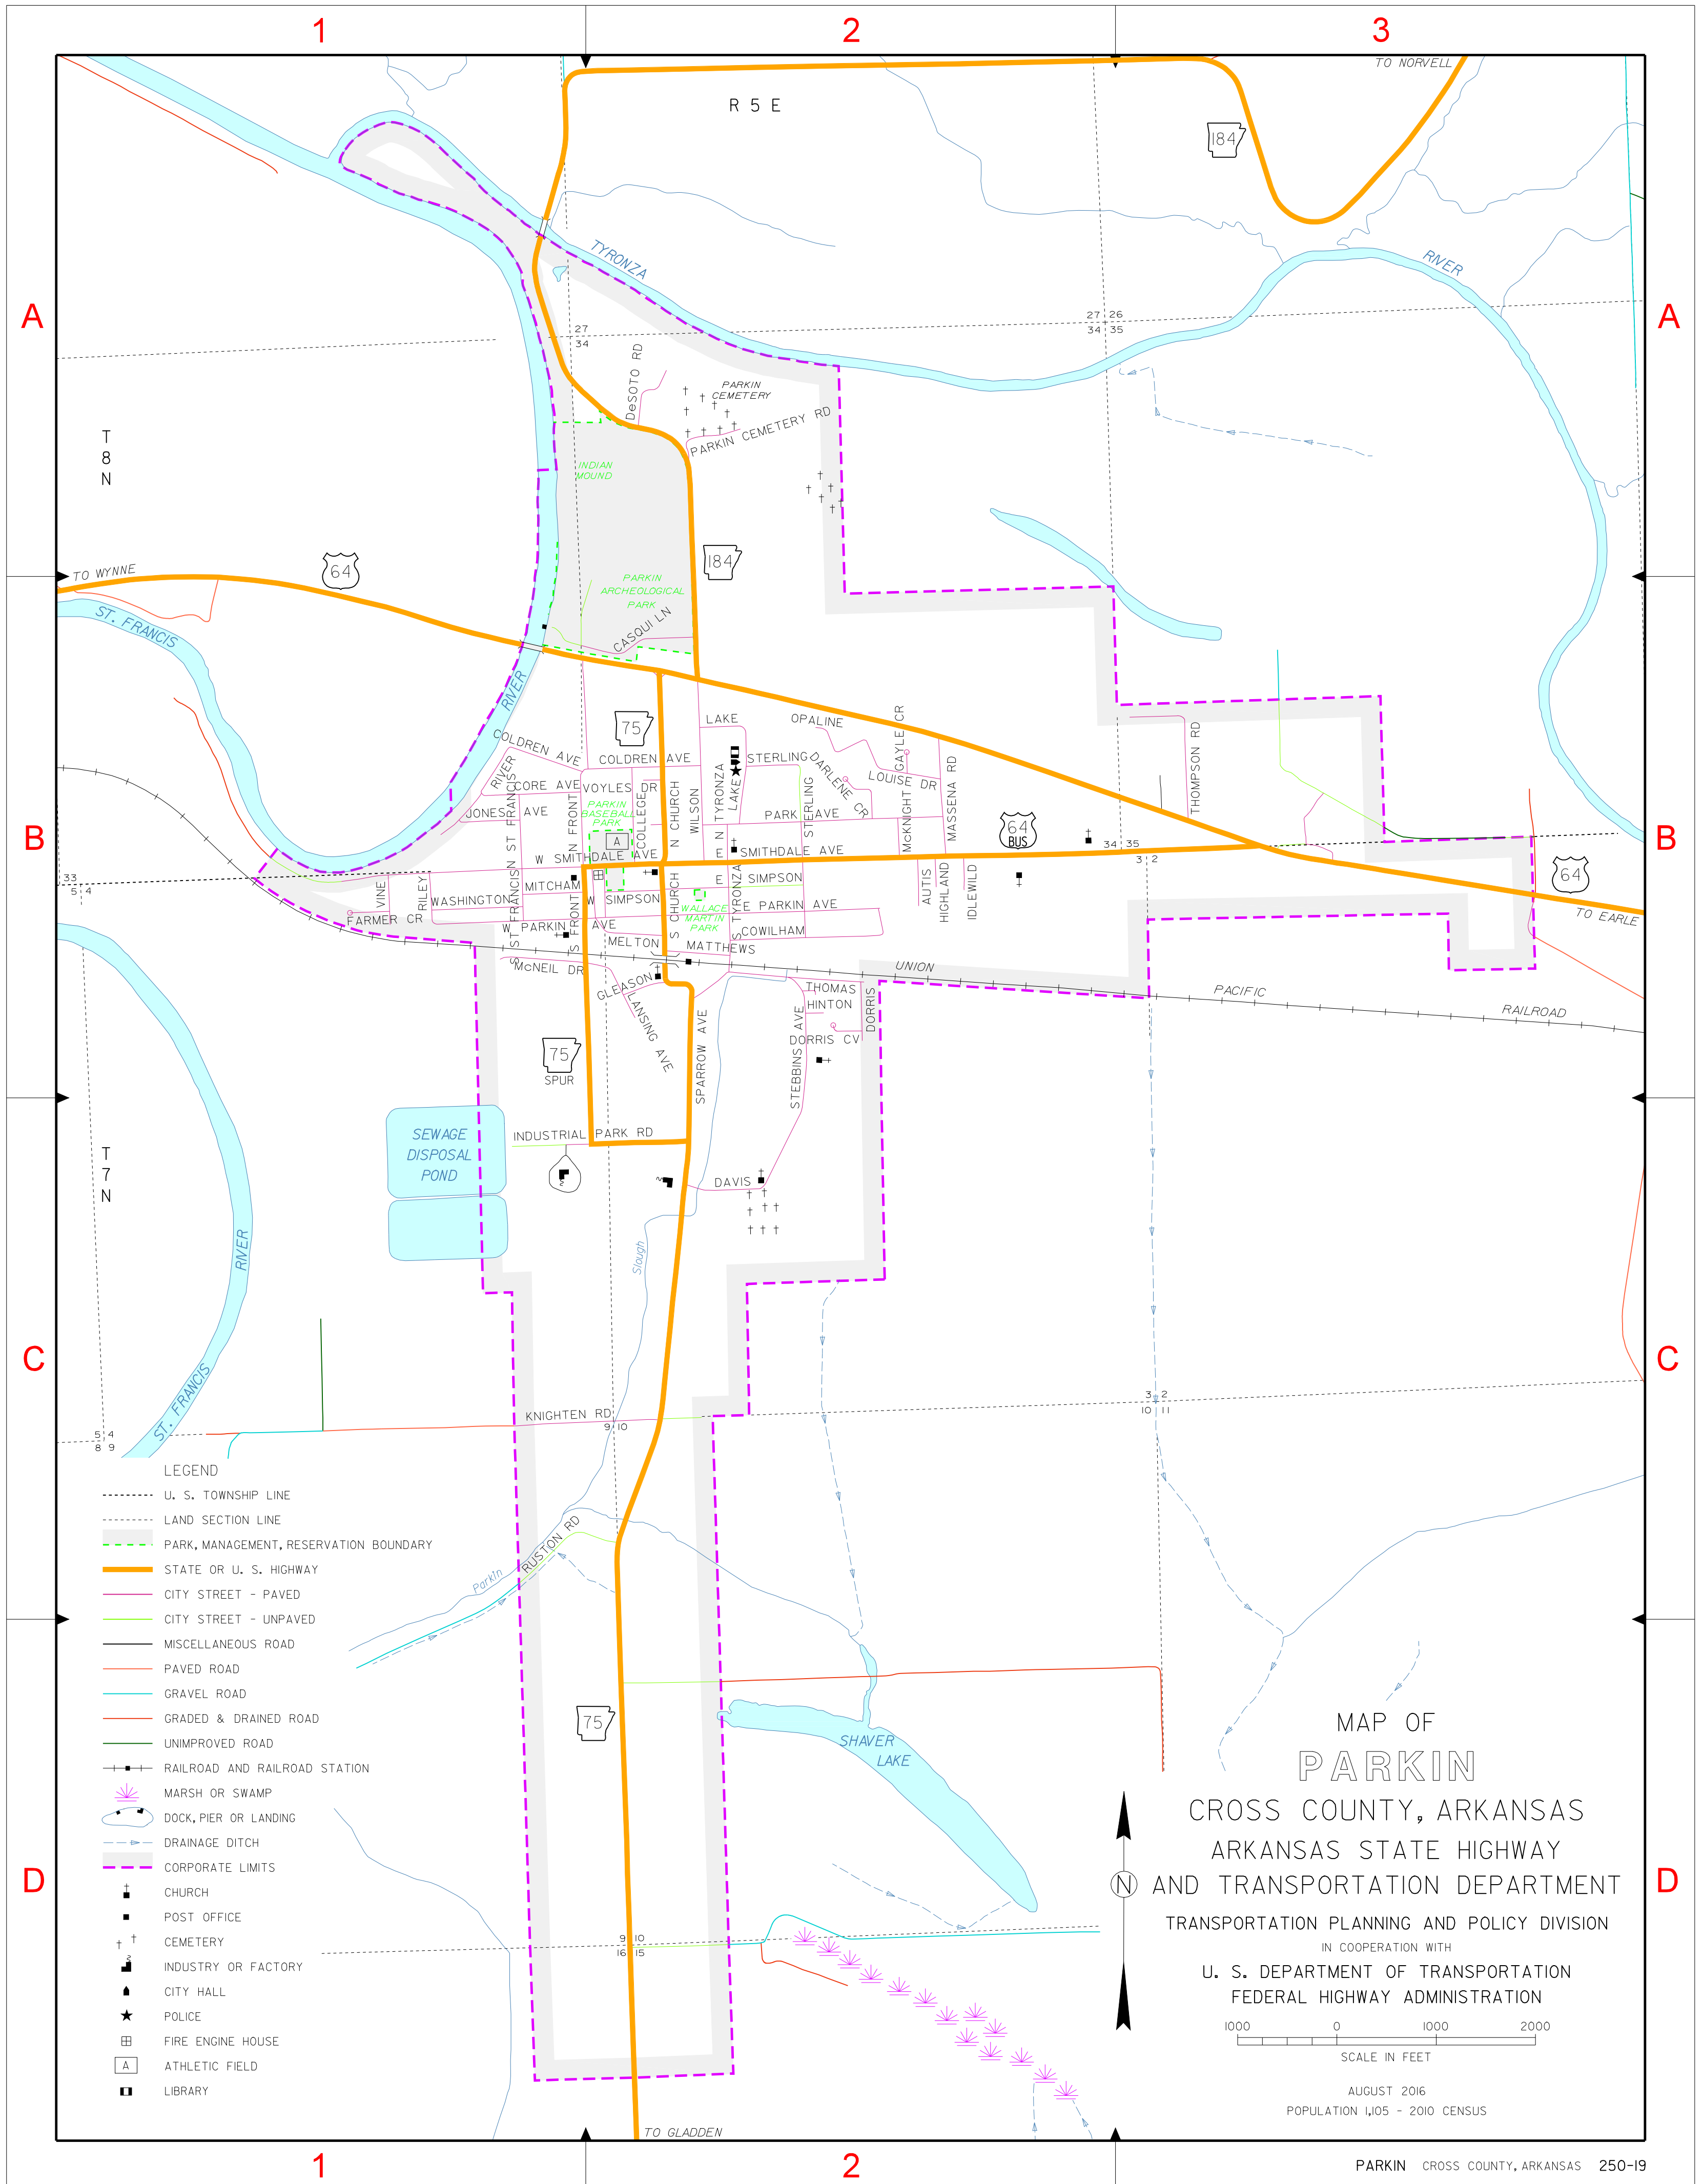 1
2
3
TO NORVELL
R 5 E
184
TYRONZA
RIVER
A
A
27
34
27 26
34 35
DeSOTO RD
PARKIN
CEMETERY
PARKIN CEMETERY RD
T
8
N
INDIAN
MOUND
184
TO WYNNE
64
PARKIN
ARCHEOLOGICAL
PARK
CASQUI LN
ST. FRANCIS
RIVER
75
LAKE
OPALINE
GAYLE CR
COLDREN AVE
COLDREN AVE
STERLING
DARLENE CR
LOUISE DR
MASSENA RD
THOMPSON RD
RIVER
CORE AVE
VOYLES DR
JONES AVE
ST FRANCIS
N FRONT
PARKIN
BASEBALL
PARK
A
COLLEGE
N CHURCH
WILSON
N TYRONZA
LAKE
STERLING
PARK AVE
McKNIGHT
64
BUS
B
B
W SMITHDALE AVE
E SMITHDALE AVE
34 35
3 2
33
5 4
64
VINE
RILEY
WASHINGTON
MITCHAM
W SIMPSON
E SIMPSON
AUTIS
HIGHLAND
IDLEWILD
FARMER CR
S ST FRANCIS
W PARKIN AVE
S FRONT
S CHURCH
WALLACE
MARTIN
PARK
S TYRONZA
E PARKIN AVE
COWILHAM
TO EARLE
MELTON
MATTHEWS
McNEIL DR
UNION
PACIFIC
RAILROAD
GLEASON
LANSING AVE
THOMAS
HINTON
DORRIS
DORRIS CV
SPARROW AVE
STEBBINS AVE
75
SPUR
SEWAGE
DISPOSAL
POND
INDUSTRIAL PARK RD
T
7
N
DAVIS
RIVER
Slough
C
C
ST. FRANCIS
KNIGHTEN RD
9 10
3 2
10 11
5 4
8 9
RUSTON RD
Parkin
LEGEND
U. S. TOWNSHIP LINE
LAND SECTION LINE
PARK, MANAGEMENT, RESERVATION BOUNDARY
STATE OR U. S. HIGHWAY
CITY STREET - PAVED
CITY STREET - UNPAVED
MISCELLANEOUS ROAD
PAVED ROAD
GRAVEL ROAD
GRADED & DRAINED ROAD
UNIMPROVED ROAD
RAILROAD AND RAILROAD STATION
MARSH OR SWAMP
DOCK, PIER OR LANDING
DRAINAGE DITCH
CORPORATE LIMITS
CHURCH
POST OFFICE
CEMETERY
INDUSTRY OR FACTORY
CITY HALL
POLICE
FIRE ENGINE HOUSE
A ATHLETIC FIELD
LIBRARY
75
SHAVER
LAKE
D
D
9 10
16 15
MAP OF
PARKIN
CROSS COUNTY, ARKANSAS
ARKANSAS STATE HIGHWAY
N AND TRANSPORTATION DEPARTMENT
TRANSPORTATION PLANNING AND POLICY DIVISION
IN COOPERATION WITH
U. S. DEPARTMENT OF TRANSPORTATION
FEDERAL HIGHWAY ADMINISTRATION
1000 0 1000 2000
SCALE IN FEET
AUGUST 2016
POPULATION 1,105 - 2010 CENSUS
TO GLADDEN
1
2
PARKIN CROSS COUNTY, ARKANSAS 250-19